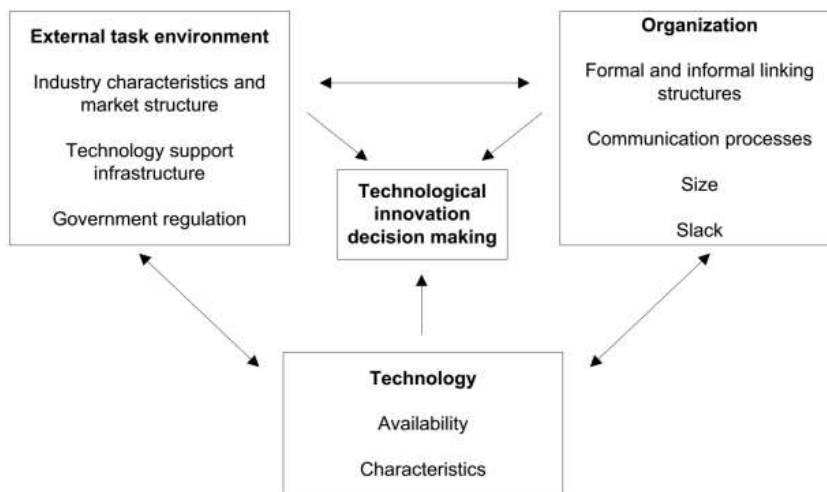 External task environment
Industry characteristics and
market structure
Technology support
infrastructure
Government regulation
Organization
Formal and informal linking
structures
Communication processes
Size
Slack
Technological
innovation
decision making
Technology
Availability
Characteristics